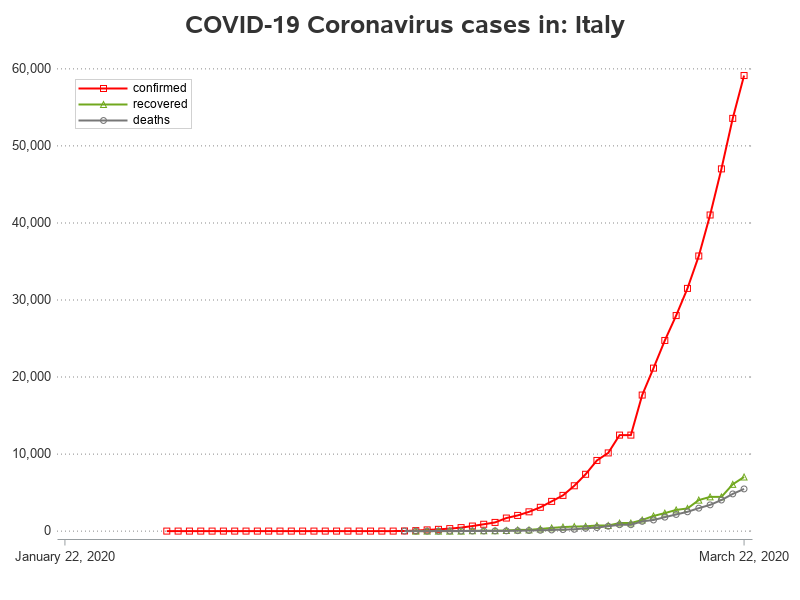 COVID-19 Coronavirus cases in: Italy
60,000
confirmed
recovered
deaths
50,000
40,000
30,000
20,000
10,000
0
January 22, 2020
March 22, 2020